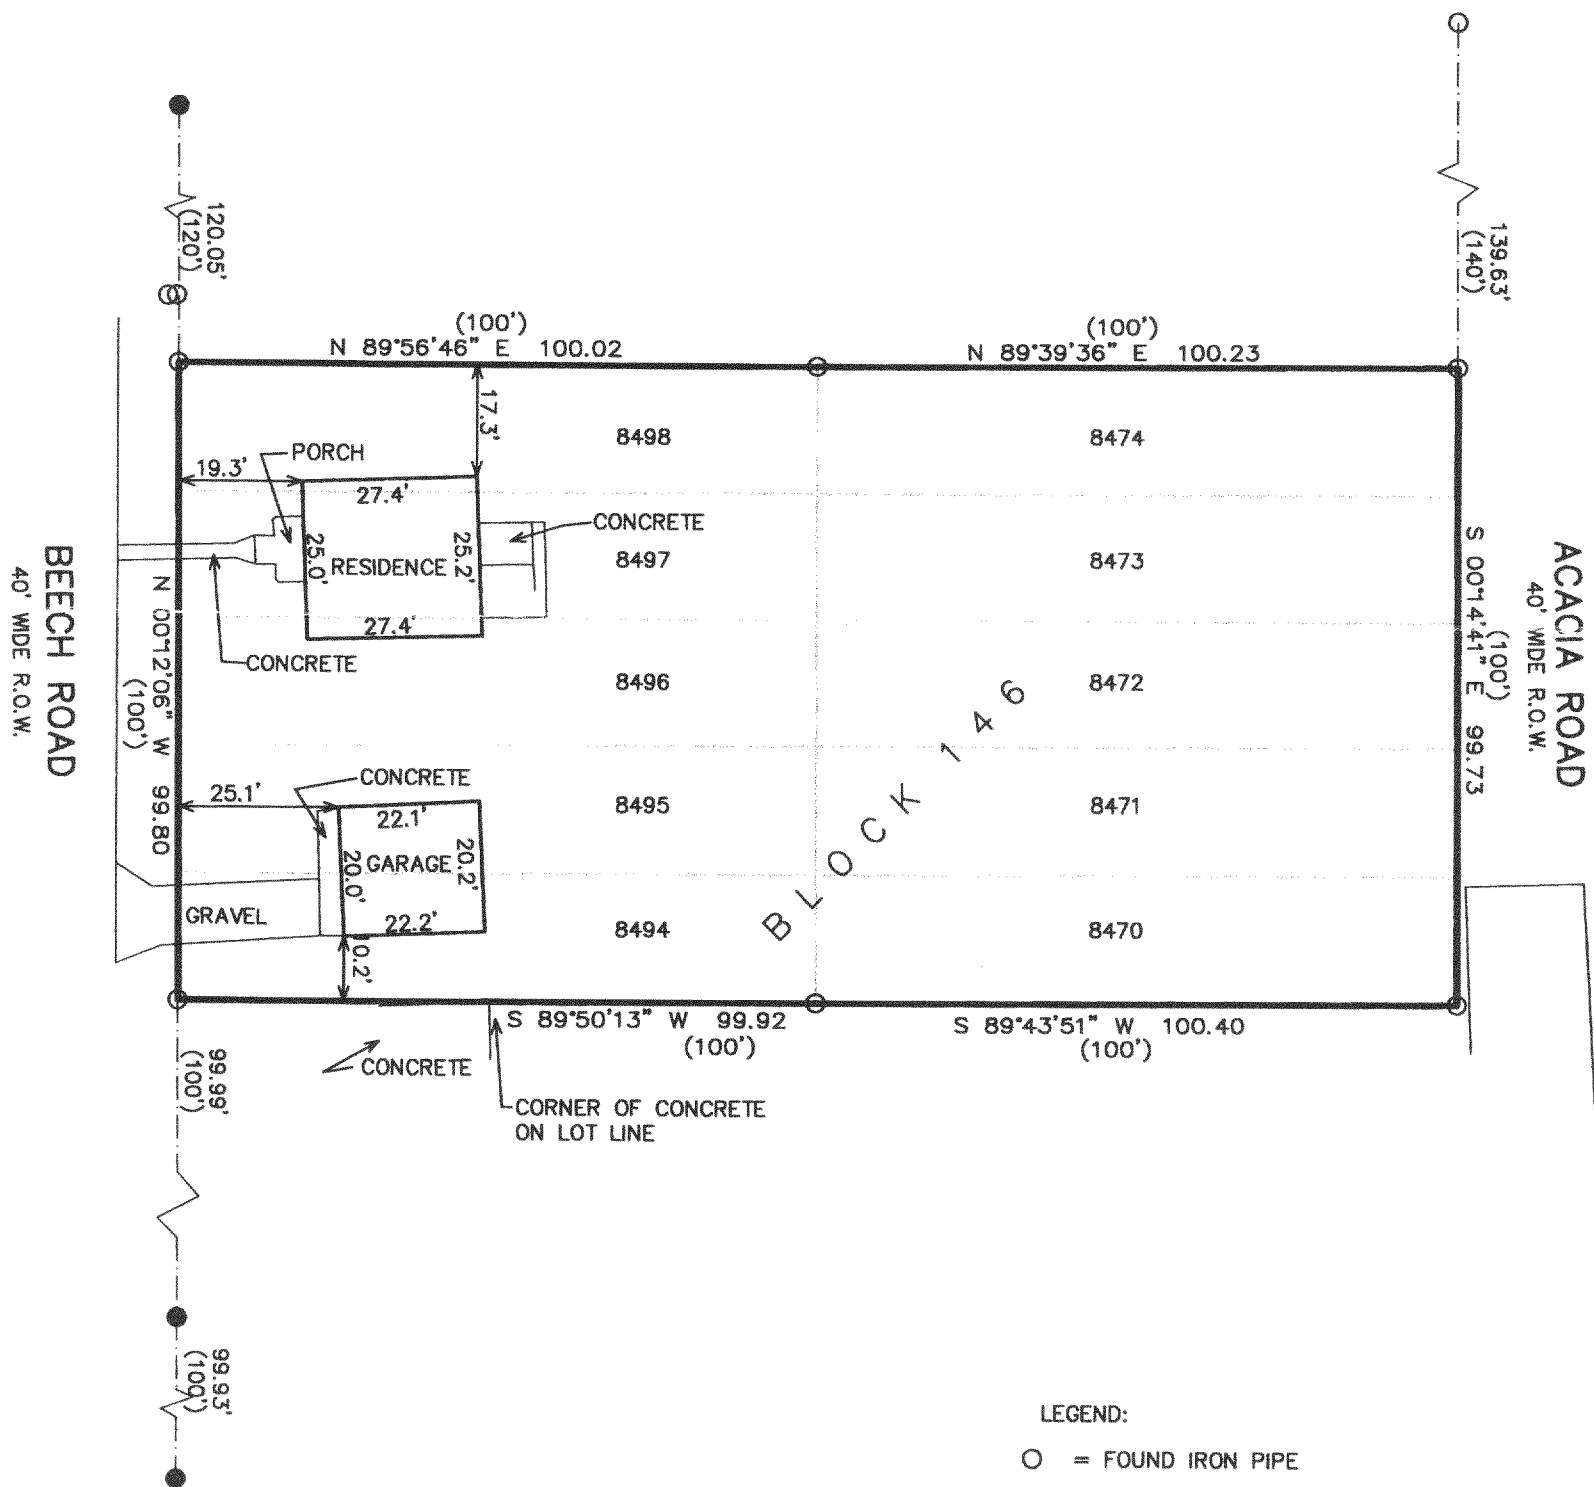 139.63'
(140')
120.05'
(120')
(100')
N 89°56'46" E 100.02
(100')
N 89°39'36" E 100.23
17.3'
8498
8474
PORCH
19.3'
27.4'
CONCRETE
25.0'
RESIDENCE
25.2'
8497
8473
27.4'
CONCRETE
8496
8472
BEECH ROAD
40' WIDE R.O.W.
N 00°12'06" W 99.80
(100')
ACACIA ROAD
40' WIDE R.O.W.
(100')
S 00°14'41" E 99.73
BLOCK 146
CONCRETE
25.1'
22.1'
8495
8471
20.0'
GARAGE
20.2'
GRAVEL
22.2'
8494
8470
0.2'
S 89°50'13" W 99.92
(100')
S 89°43'51" W 100.40
(100')
99.99'
(100')
CONCRETE
CORNER OF CONCRETE
ON LOT LINE
99.93'
(100')
LEGEND:
O = FOUND IRON PIPE